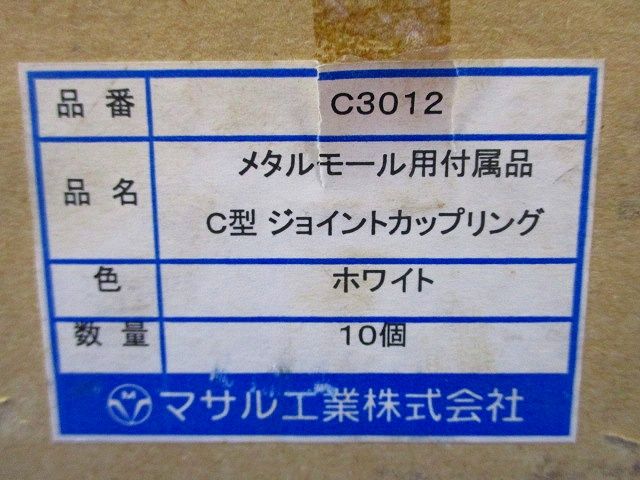 品番 C3012
品名 メタルモール用付属品
C型 ジョイントカップリング
色 ホワイト
数量 10個
マサル工業株式会社